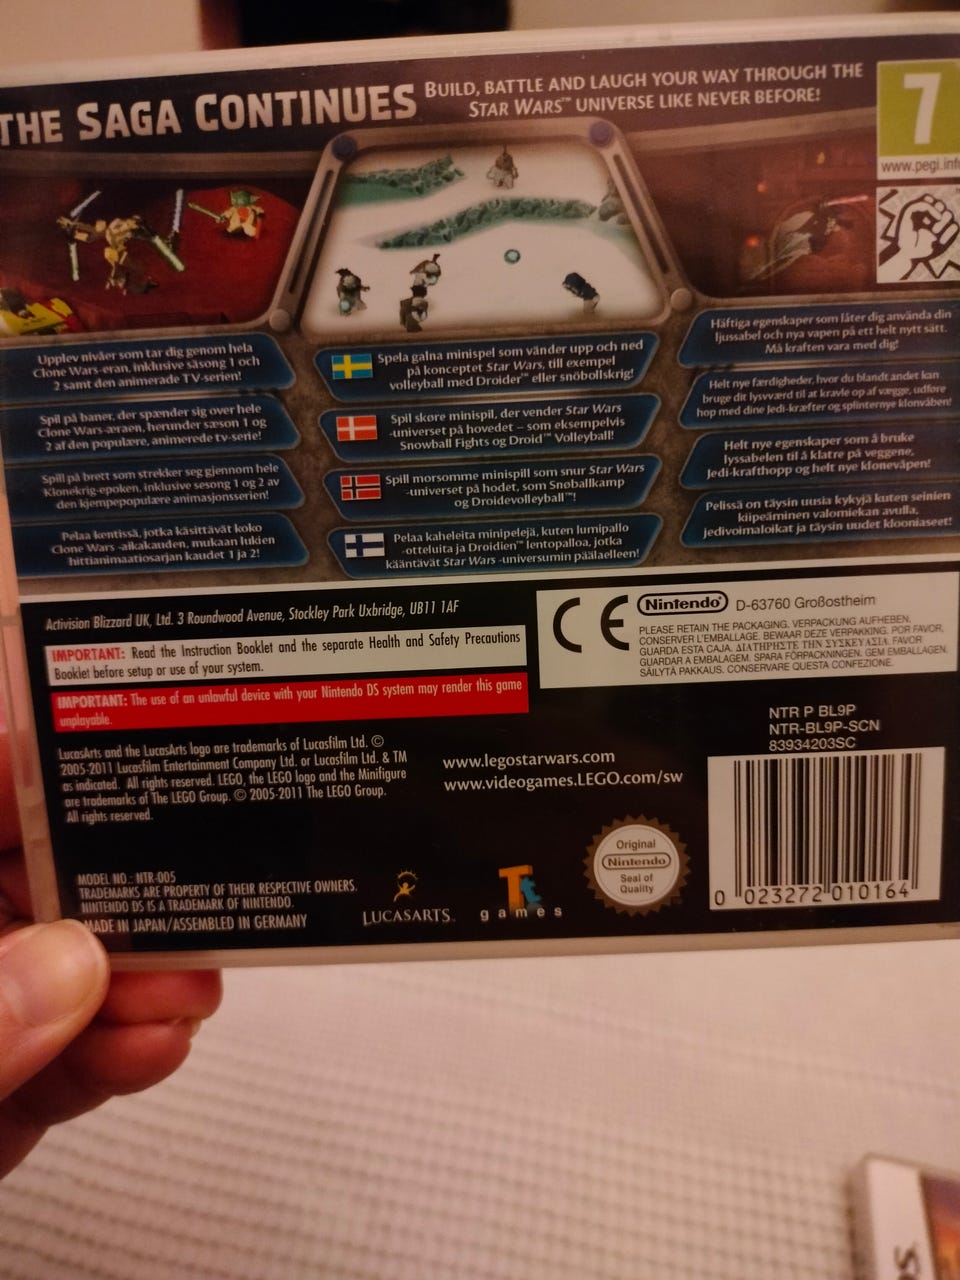 THE SAGA CONTINUES
BUILD, BATTLE AND LAUGH YOUR WAY THROUGH THE
STAR WARS™ UNIVERSE LIKE NEVER BEFORE!
7
www.pegi.info
Upplev nivåer som tar dig genom hela
Clone Wars-eran, inklusive säsong 1 och
2 samt den animerade TV-serien!
Spil på baner, der spænder sig over hele
Clone Wars-æraen, herunder sæson 1 og
2 af den populære, animerede tv-serie!
Spill på brett som strekker seg gjennom hele
Klonekrig-epoken, inklusive sesong 1 og 2 av
den kjempepopulære animasjonsserien!
Pelaa kentissä, jotka käsittävät koko
Clone Wars -aikakauden, mukaan lukien
hittianimaatiosarjan kaudet 1 ja 2!
Spela galna minispel som vänder upp och ned
på konceptet Star Wars, till exempel
volleyball med Droider™ eller snöbollskrig!
Spil skøre minispil, der vender Star Wars
-universet på hovedet – som eksempelvis
Snowball Fights og Droid™ Volleyball!
Spill morsomme minispill som snur Star Wars
-universet på hodet, som Snøballkamp
og Droidevolleyball™!
Pelaa kaheleita minipelejä, kuten lumipallo
-otteluita ja Droidien™ lentopalloa, jotka
kääntävät Star Wars -universumin päälaelleen!
Häftiga egenskaper som låter dig använda din
ljussabel och nya vapen på ett helt nytt sätt.
Må kraften vara med dig!
Helt nye færdigheder, hvor du blandt andet kan
bruge dit lysværd til at kravle op af vægge, udføre
hop med dine Jedi-kræfter og splinternye klonvåben!
Helt nye egenskaper som å bruke
lyssabelen til å klatre på veggene,
Jedi-krafthopp og helt nye klonevåpen!
Pelissä on täysin uusia kykyjä kuten seinien
kiipeäminen valomiekan avulla,
jedivoimaloikat ja täysin uudet klooniaseet!
Activision Blizzard UK, Ltd. 3 Roundwood Avenue, Stockley Park Uxbridge, UB11 1AF
IMPORTANT: Read the Instruction Booklet and the separate Health and Safety Precautions
Booklet before setup or use of your system.
IMPORTANT: The use of an unlawful device with your Nintendo DS system may render this game
unplayable.
CE
Nintendo® D-63760 Großostheim
PLEASE RETAIN THE PACKAGING. VERPACKUNG AUFHEBEN.
CONSERVER L'EMBALLAGE. BEWAAR DEZE VERPAKKING. POR FAVOR,
GUARDA ESTA CAJA. ΔΙΑΤΗΡΗΣΤΕ ΤΗΝ ΣΥΣΚΕΥΑΣΙΑ. FAVOR
GUARDAR A EMBALAGEM. SPARA FÖRPACKNINGEN. GEM EMBALLAGEN.
SÄILYTÄ PAKKAUS. CONSERVARE QUESTA CONFEZIONE.
LucasArts and the LucasArts logo are trademarks of Lucasfilm Ltd. ©
2005-2011 Lucasfilm Entertainment Company Ltd. or Lucasfilm Ltd. & TM
as indicated. All rights reserved. LEGO, the LEGO logo and the Minifigure
are trademarks of The LEGO Group. © 2005-2011 The LEGO Group.
All rights reserved.
www.legostarwars.com
www.videogames.LEGO.com/sw
NTR P BL9P
NTR-BL9P-SCN
83934203SC
MODEL NO.: NTR-005
TRADEMARKS ARE PROPERTY OF THEIR RESPECTIVE OWNERS.
NINTENDO DS IS A TRADEMARK OF NINTENDO.
MADE IN JAPAN/ASSEMBLED IN GERMANY
LUCASARTS™
Tt
games
Original
Nintendo
Seal of
Quality
0 023272 010164
S